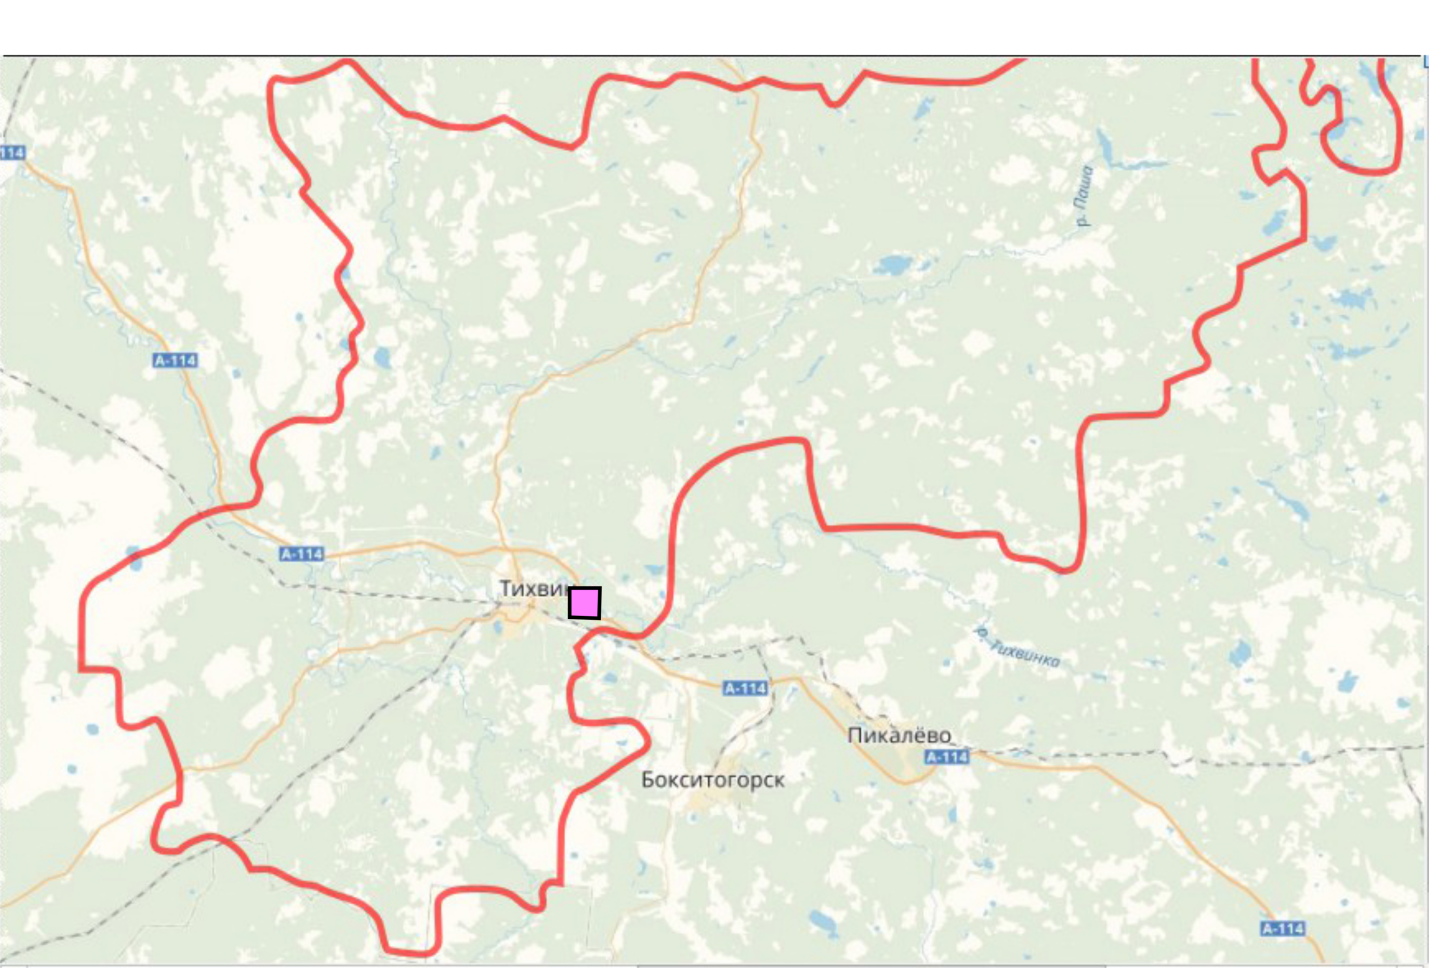 114
р. Паша
А-114
А-114
Тихвин
р. Тихвинка
А-114
Пикалёво
А-114
Бокситогорск
А-114